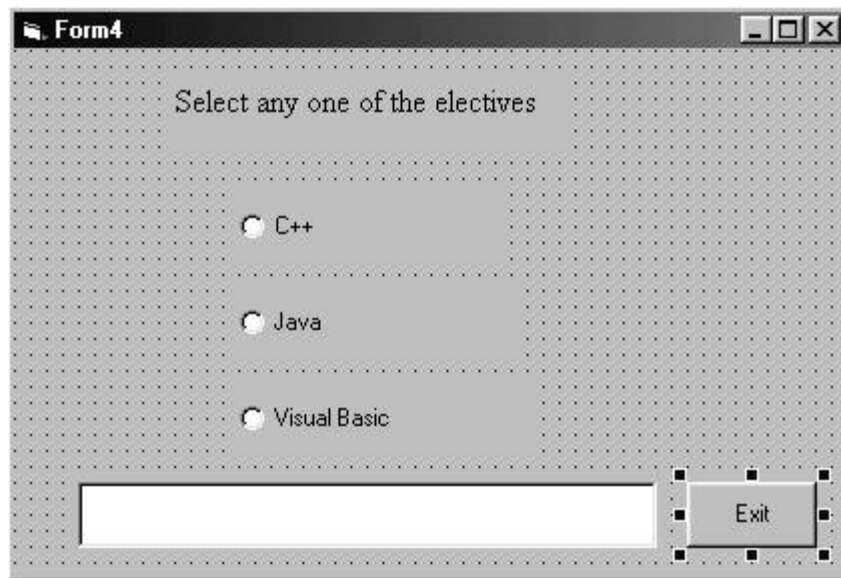 Form4
Select any one of the electives
C++
Java
Visual Basic
Exit